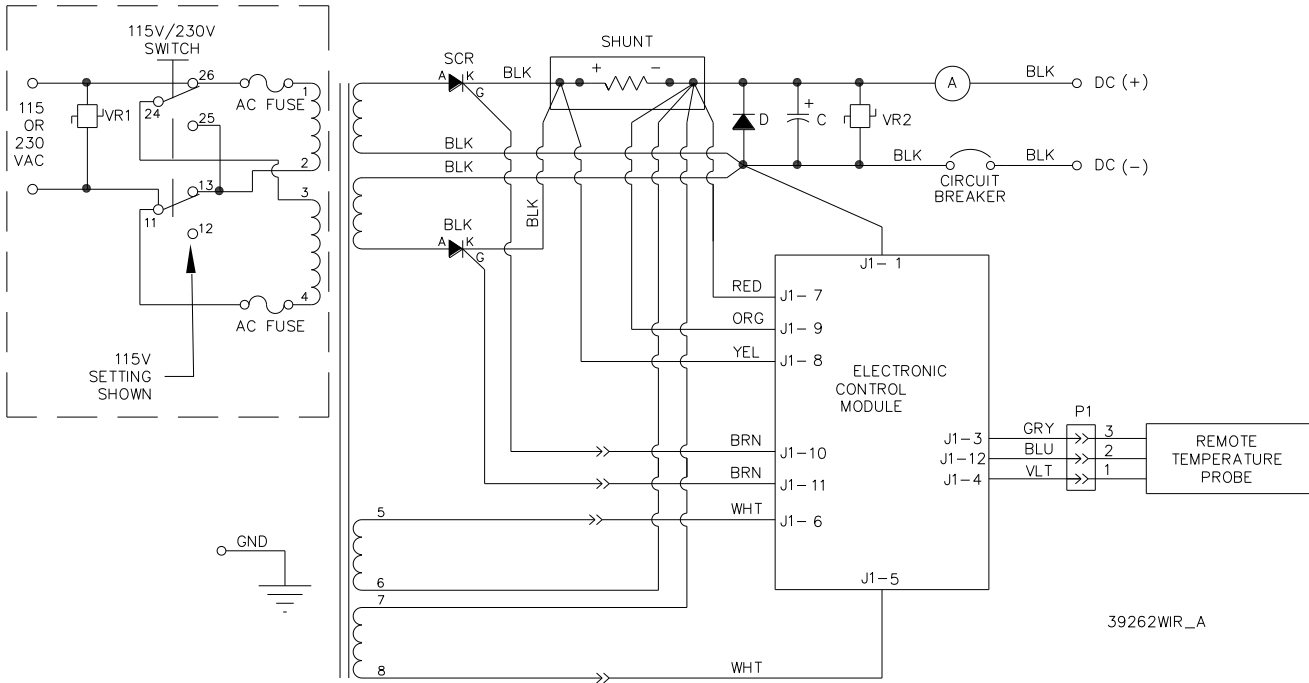 115V/230V
SWITCH
26
AC FUSE
1
115
OR
230
VAC
VR1
24
25
2
13
3
11
12
4
AC FUSE
115V
SETTING
SHOWN
GND
SCR
A
K
G
BLK
SHUNT
+
−
BLK
BLK
BLK
BLK
A
K
G
D
+
C
VR2
A
BLK
DC (+)
BLK
BLK
DC (−)
CIRCUIT
BREAKER
J1- 1
RED
J1- 7
ORG
J1- 9
YEL
J1- 8
ELECTRONIC
CONTROL
MODULE
BRN
J1-10
BRN
J1-11
WHT
J1- 6
J1-5
WHT
5
6
7
8
J1-3
J1-12
J1-4
GRY
BLU
VLT
P1
3
2
1
REMOTE
TEMPERATURE
PROBE
39262WIR_A